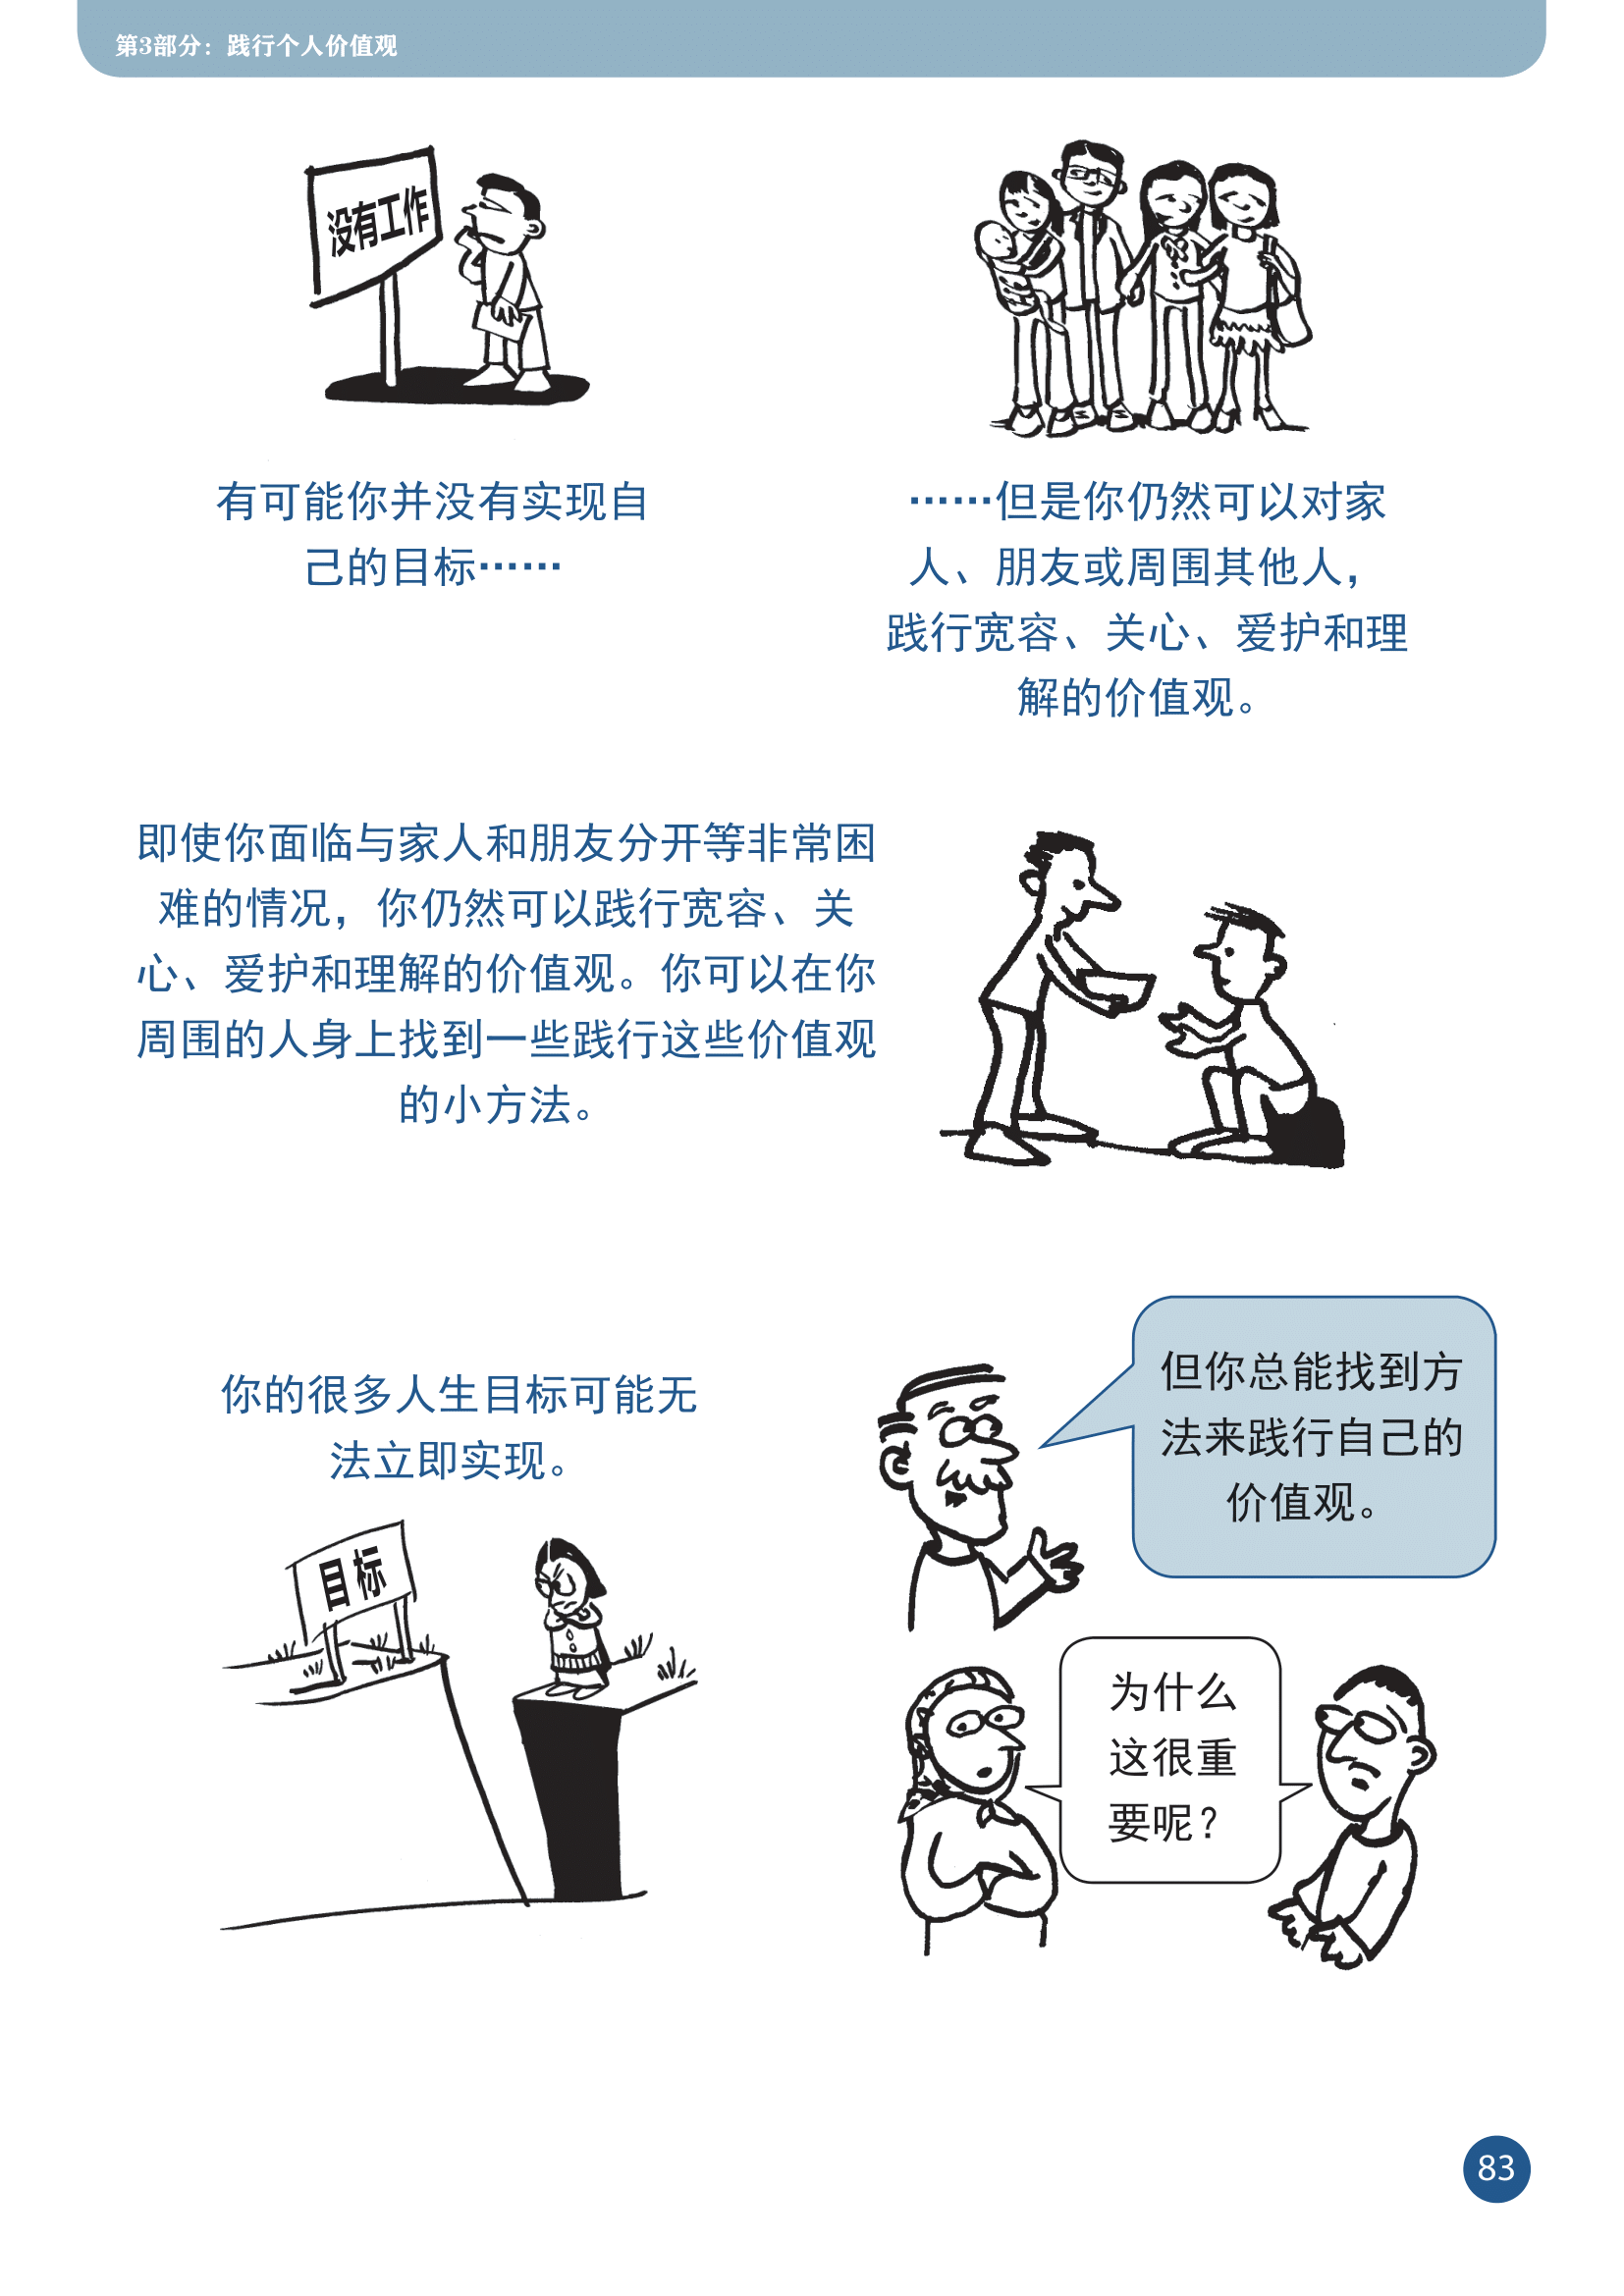 第3部分：践行个人价值观
没有工作
有可能你并没有实现自
己的目标……
……但是你仍然可以对家
人、朋友或周围其他人，
践行宽容、关心、爱护和理
解的价值观。
即使你面临与家人和朋友分开等非常困
难的情况，你仍然可以践行宽容、关
心、爱护和理解的价值观。你可以在你
周围的人身上找到一些践行这些价值观
的小方法。
你的很多人生目标可能无
法立即实现。
目标
但你总能找到方
法来践行自己的
价值观。
为什么
这很重
要呢？
83